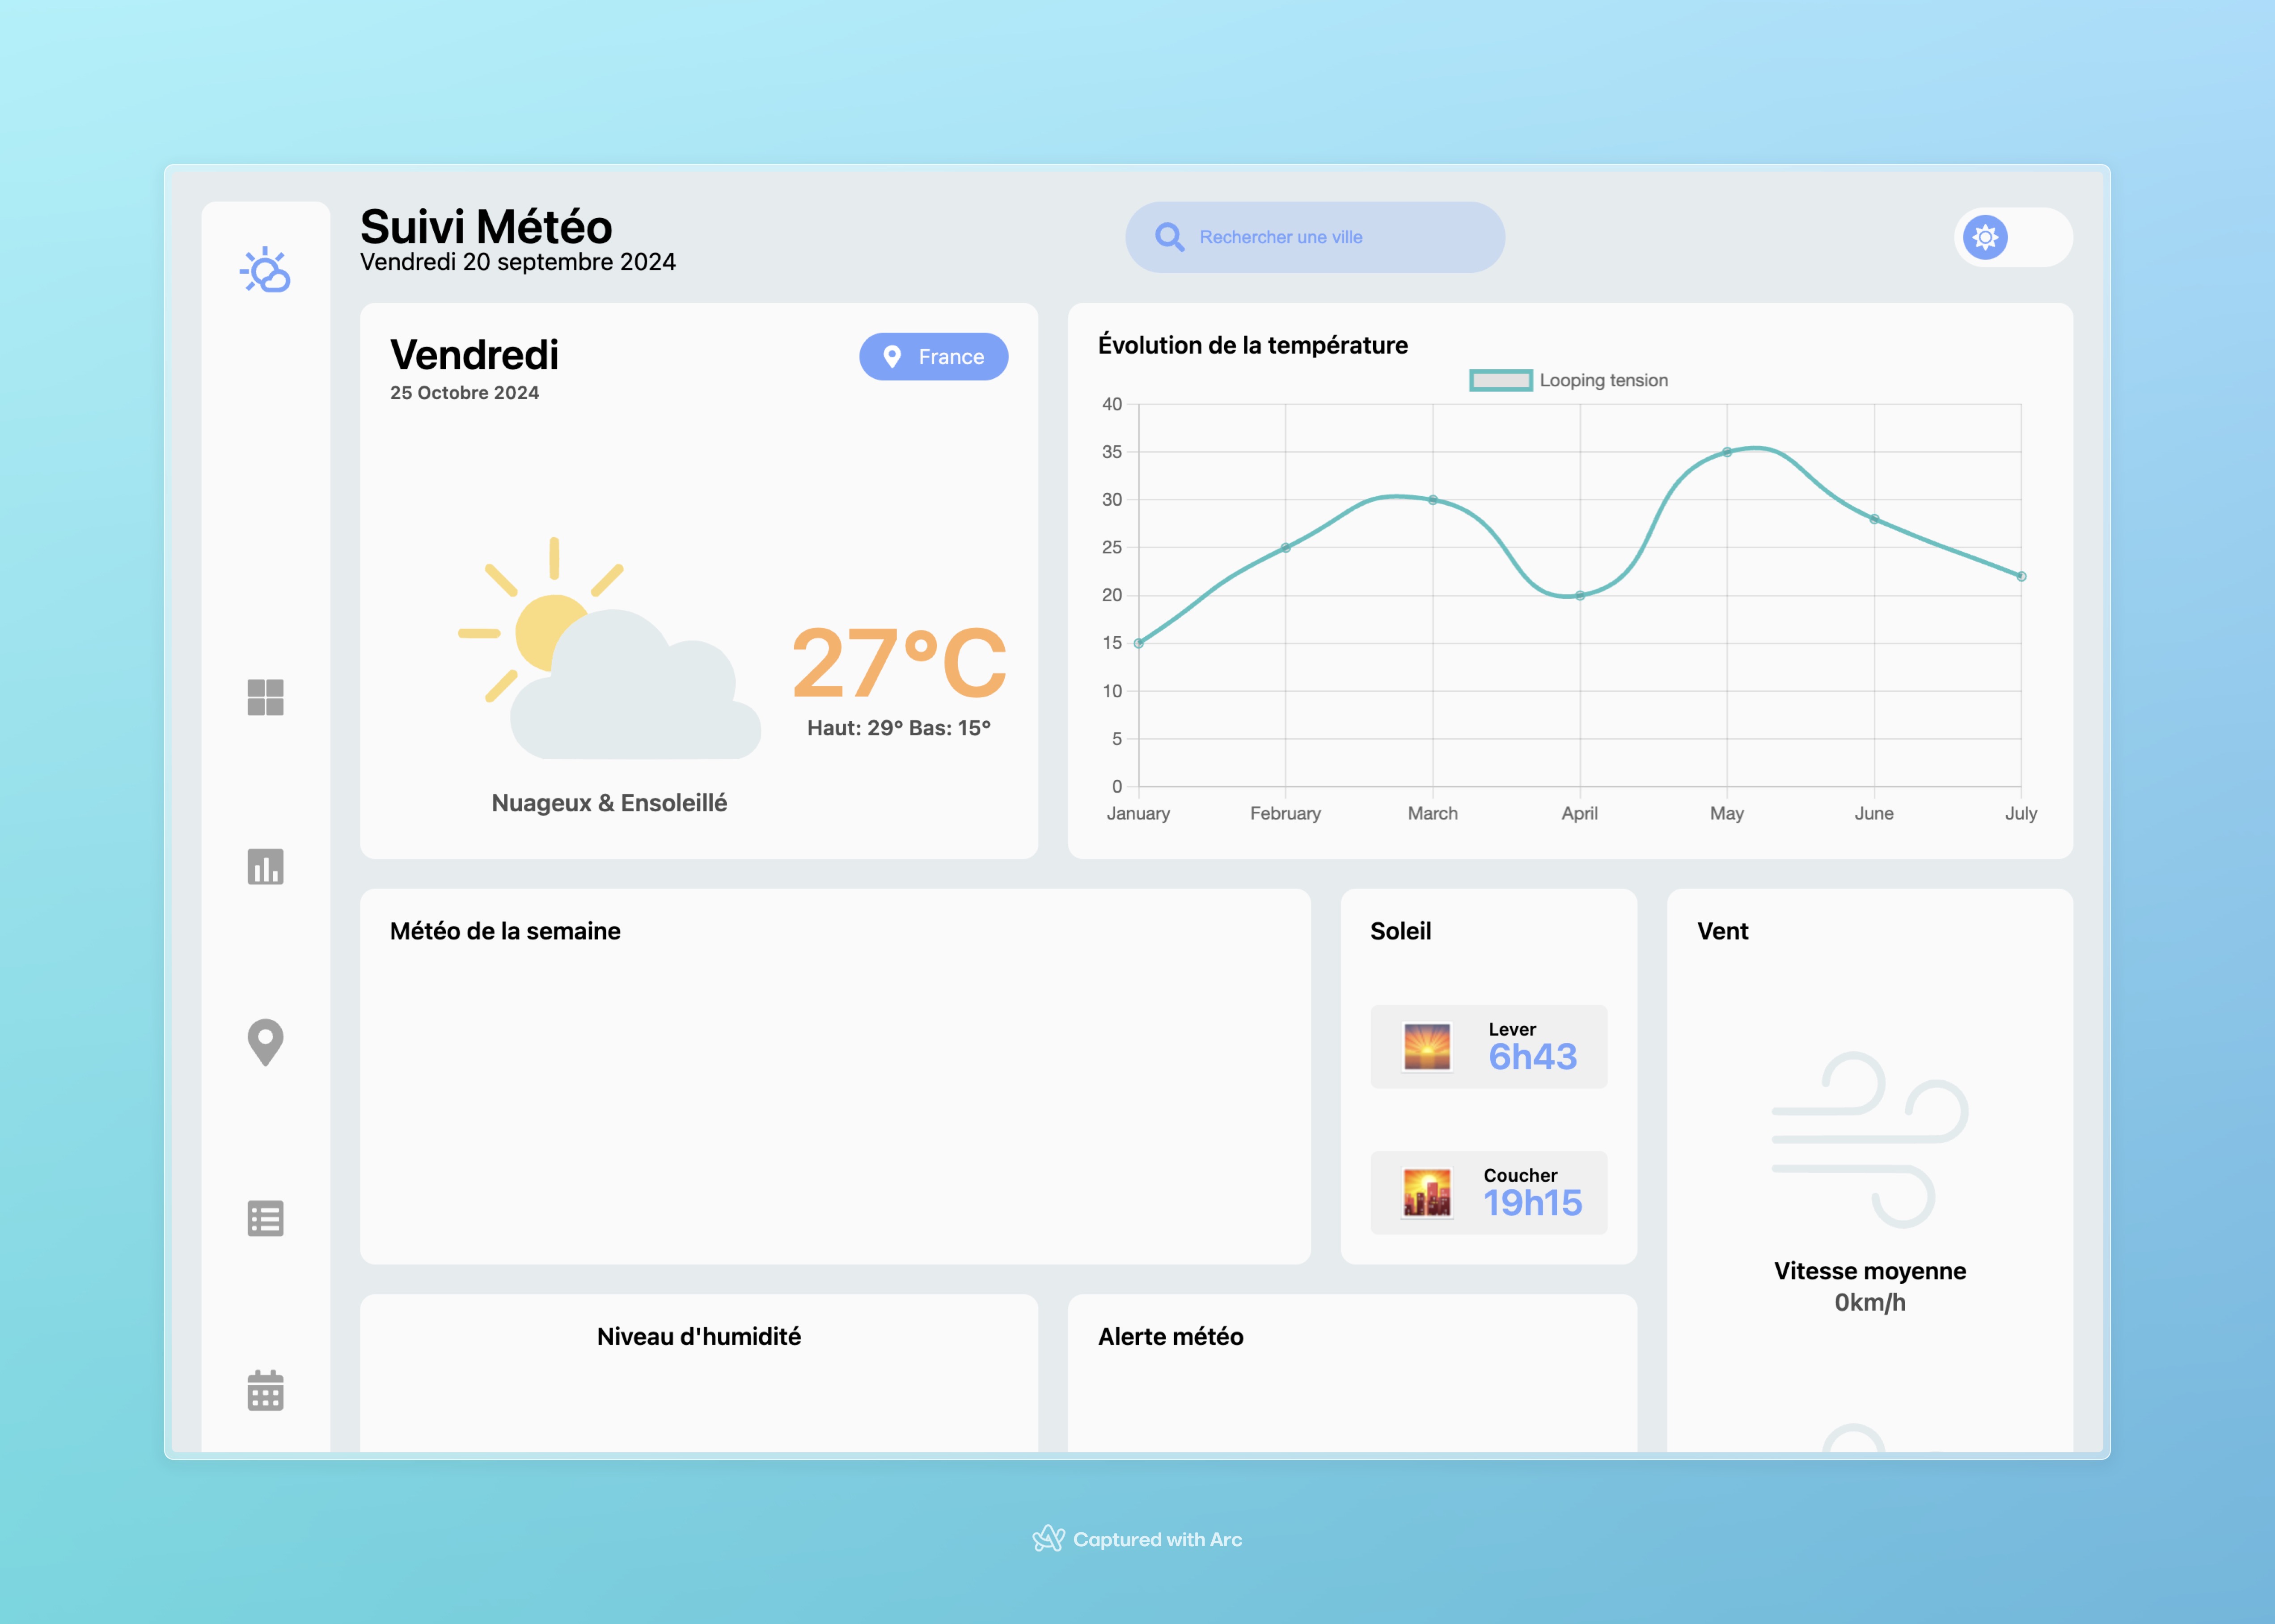 Suivi Météo
Vendredi 20 septembre 2024
Rechercher une ville
Vendredi
25 Octobre 2024
France
27°C
Haut: 29° Bas: 15°
Nuageux & Ensoleillé
Évolution de la température
Looping tension
40
35
30
25
20
15
10
5
0
January February March April May June July
Météo de la semaine
Soleil
Lever
6h43
Coucher
19h15
Vent
Vitesse moyenne
0km/h
Niveau d'humidité
Alerte météo
Captured with Arc